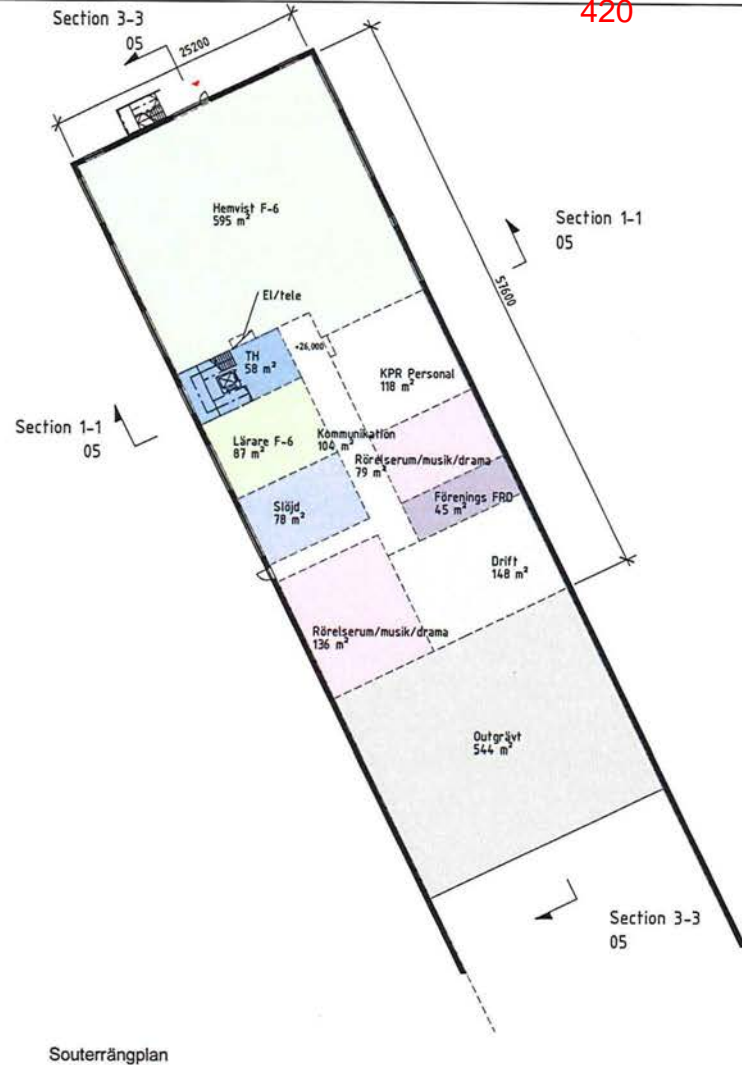 420
Section 3-3
05
25200
Hemvist F-6
595 m²
Section 1-1
05
57600
El/tele
TH
58 m²
+26,000
KPR Personal
118 m²
Section 1-1
05
Lärare F-6
87 m²
Kommunikation
104 m²
Rörelserum/musik/drama
79 m²
Förenings FRD
45 m²
Slöjd
78 m²
Drift
148 m²
Rörelserum/musik/drama
136 m²
Outgrävt
544 m²
Section 3-3
05
Souterrängplan